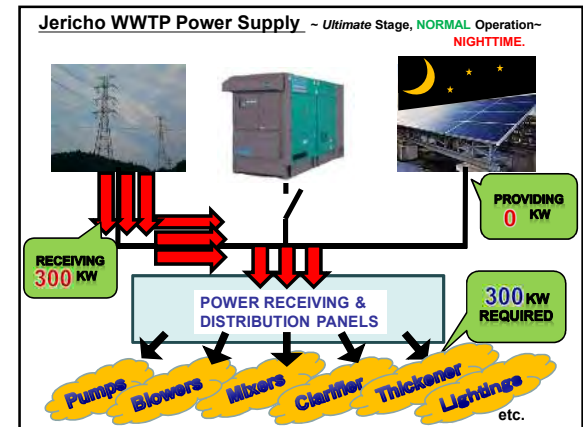 Jericho WWTP Power Supply ~ Ultimate Stage, NORMAL Operation~
NIGHTTIME.
PROVIDING
0 KW
RECEIVING
300 KW
POWER RECEIVING &
DISTRIBUTION PANELS
300 KW
REQUIRED
Pumps
Blowers
Mixers
Clarifier
Thickener
Lightings
etc.